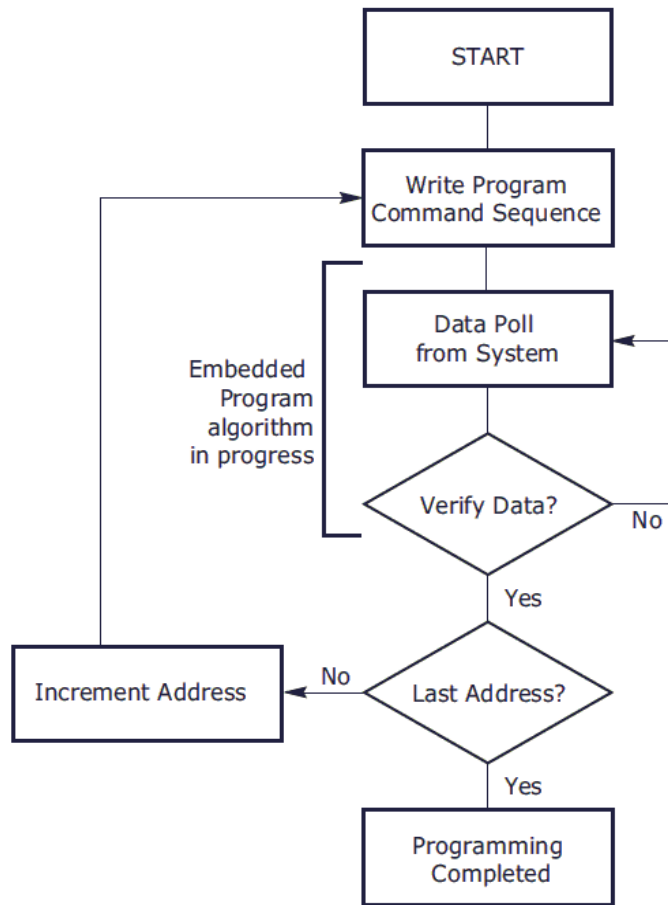 START
Write Program
Command Sequence
Data Poll
from System
Embedded
Program
algorithm
in progress
Verify Data?
No
Yes
Increment Address
No
Last Address?
Yes
Programming
Completed